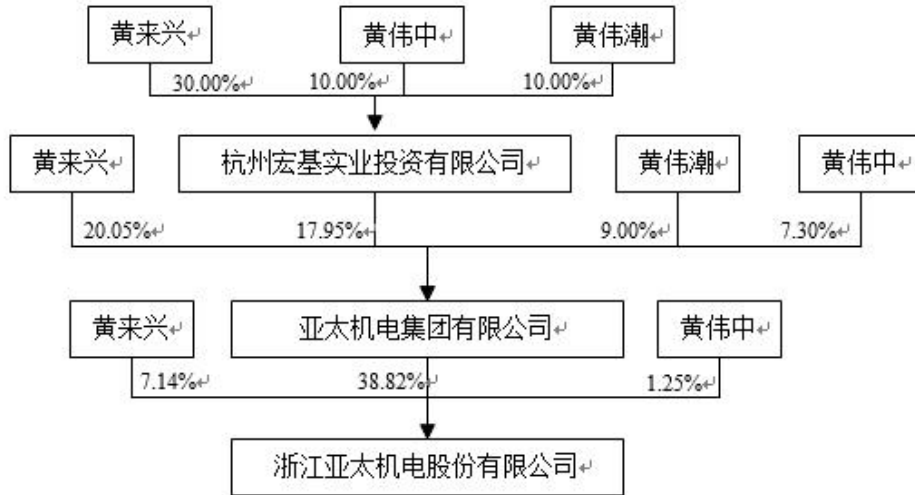 黄来兴 黄伟中 黄伟潮
30.00% 10.00% 10.00%
黄来兴 杭州宏基实业投资有限公司 黄伟潮 黄伟中
20.05% 17.95% 9.00% 7.30%
黄来兴 亚太机电集团有限公司 黄伟中
7.14% 38.82% 1.25%
浙江亚太机电股份有限公司